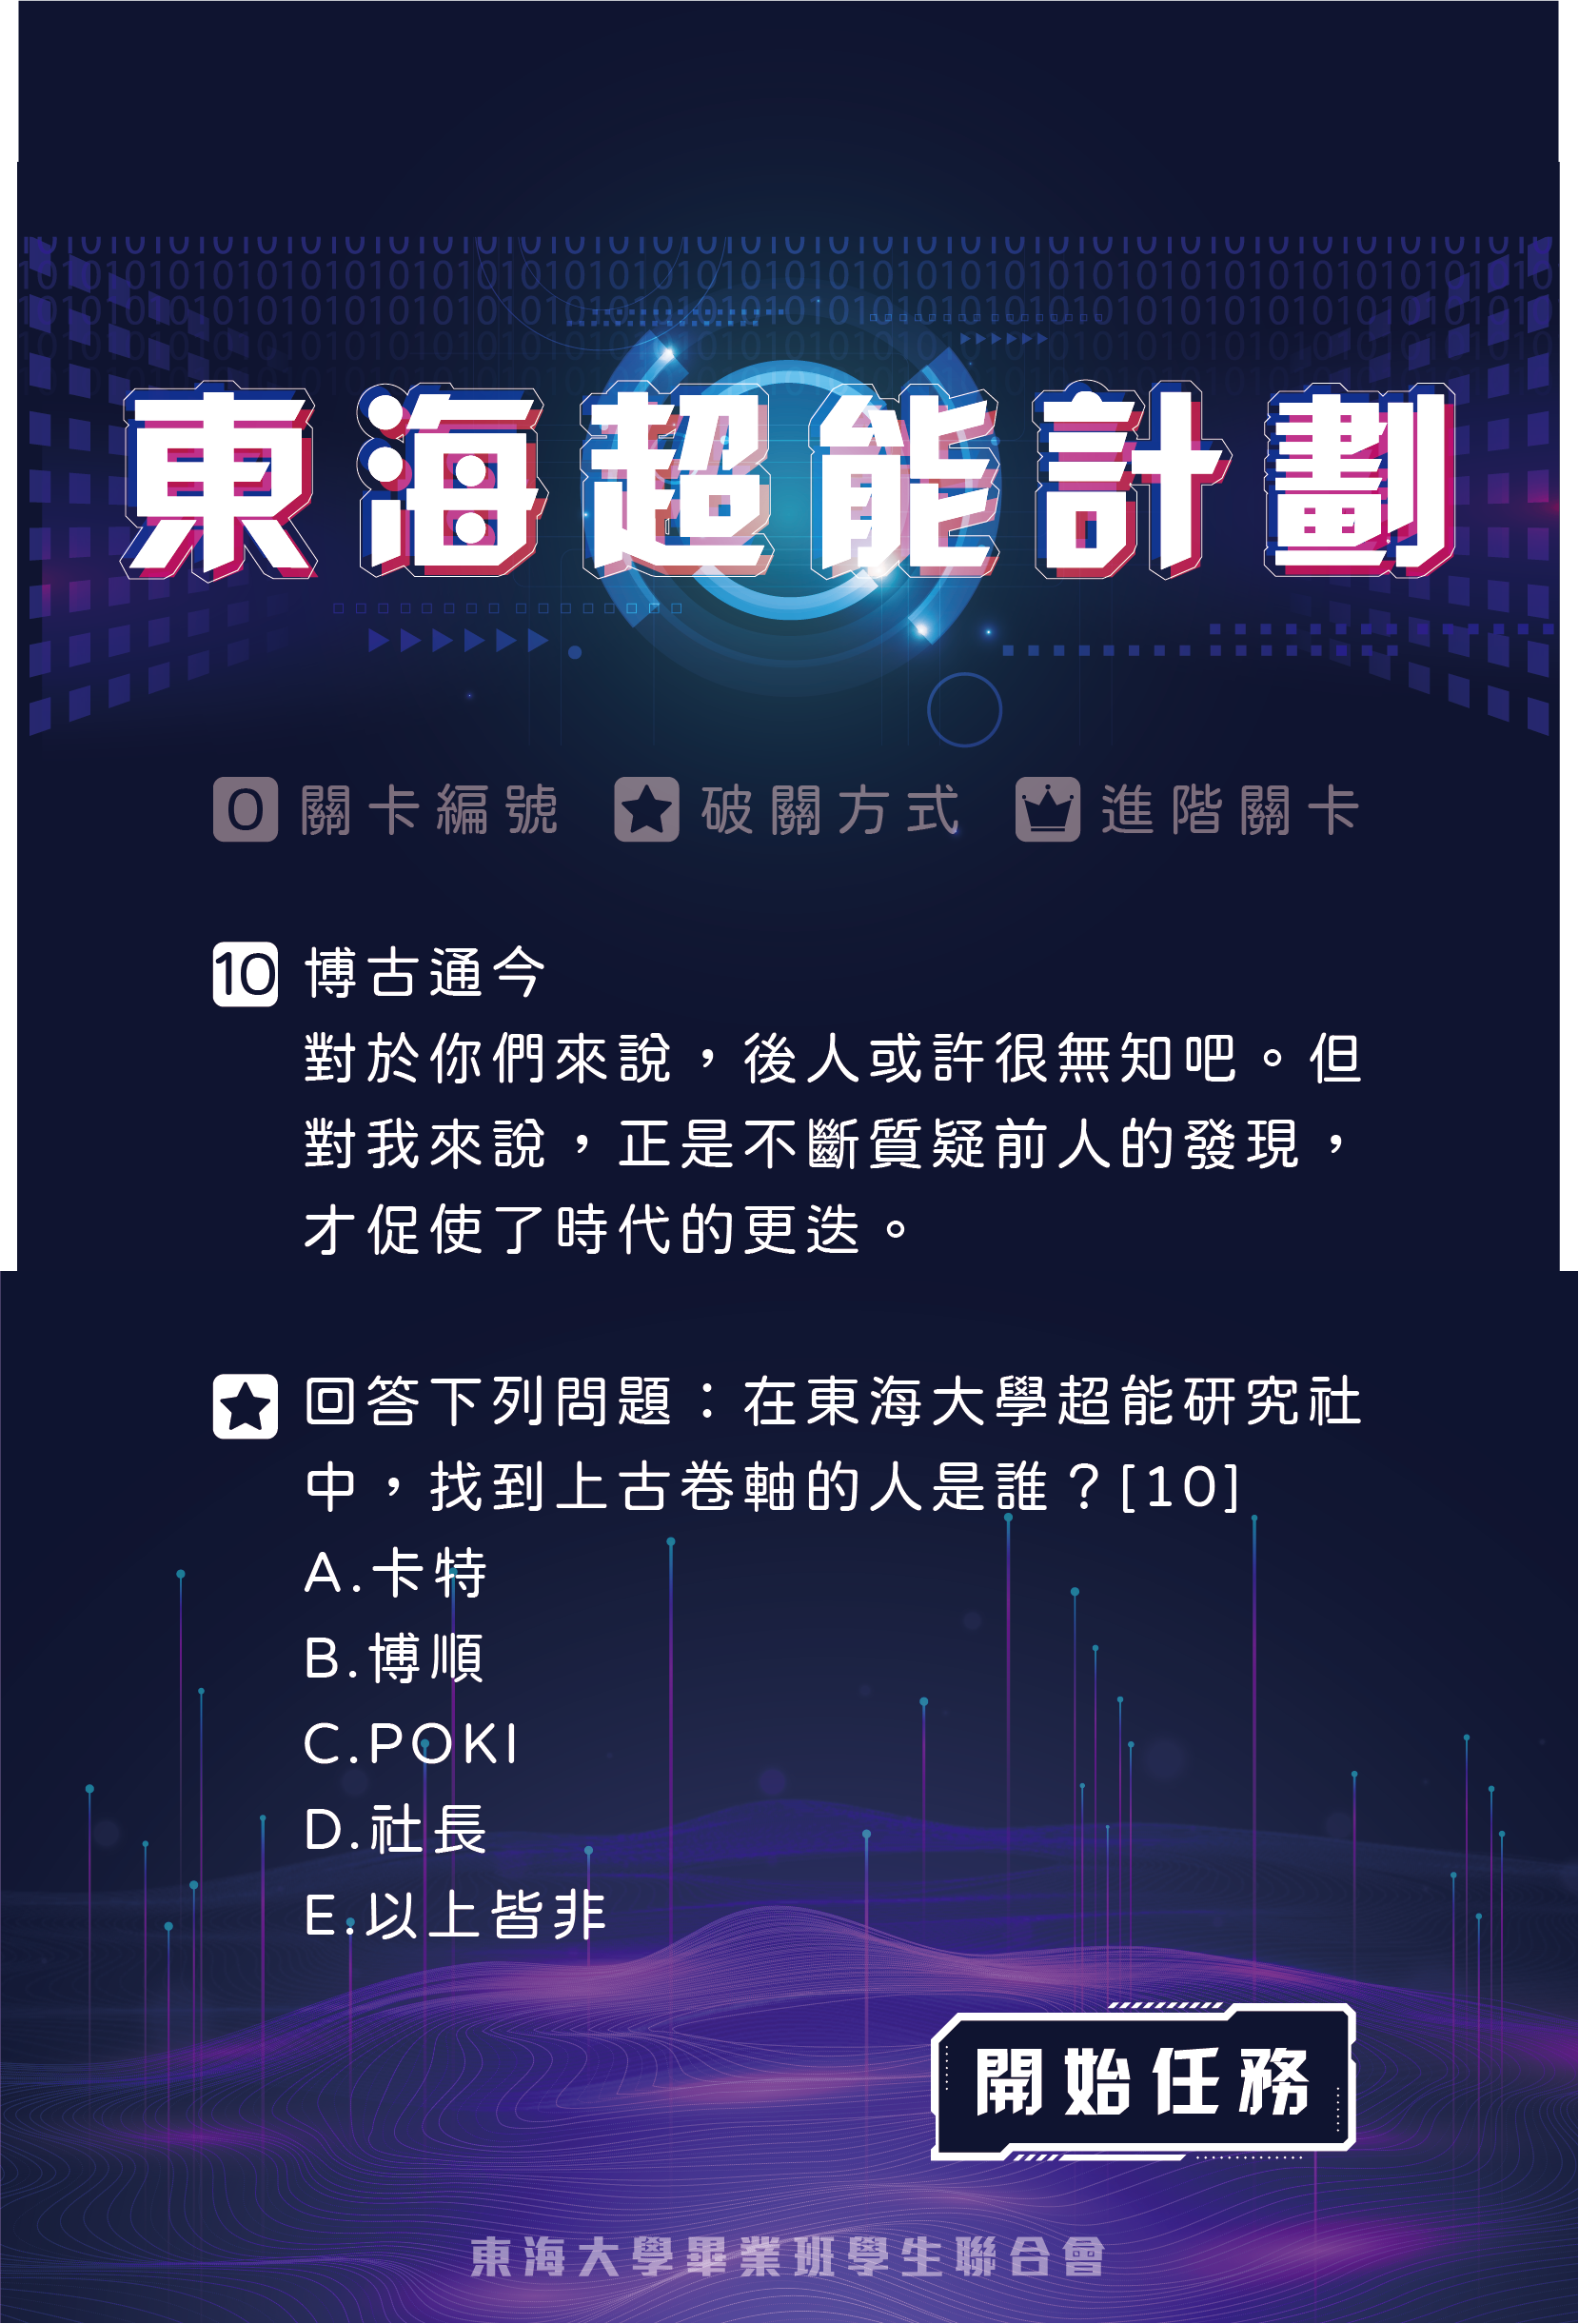 東海超能計劃
0 關卡編號 破關方式 進階關卡
10 博古通今
對於你們來說，後人或許很無知吧。但
對我來說，正是不斷質疑前人的發現，
才促使了時代的更迭。
回答下列問題：在東海大學超能研究社
中，找到上古卷軸的人是誰？[10]
A.卡特
B.博順
C.POKI
D.社長
E.以上皆非
開始任務
東海大學畢業班學生聯合會